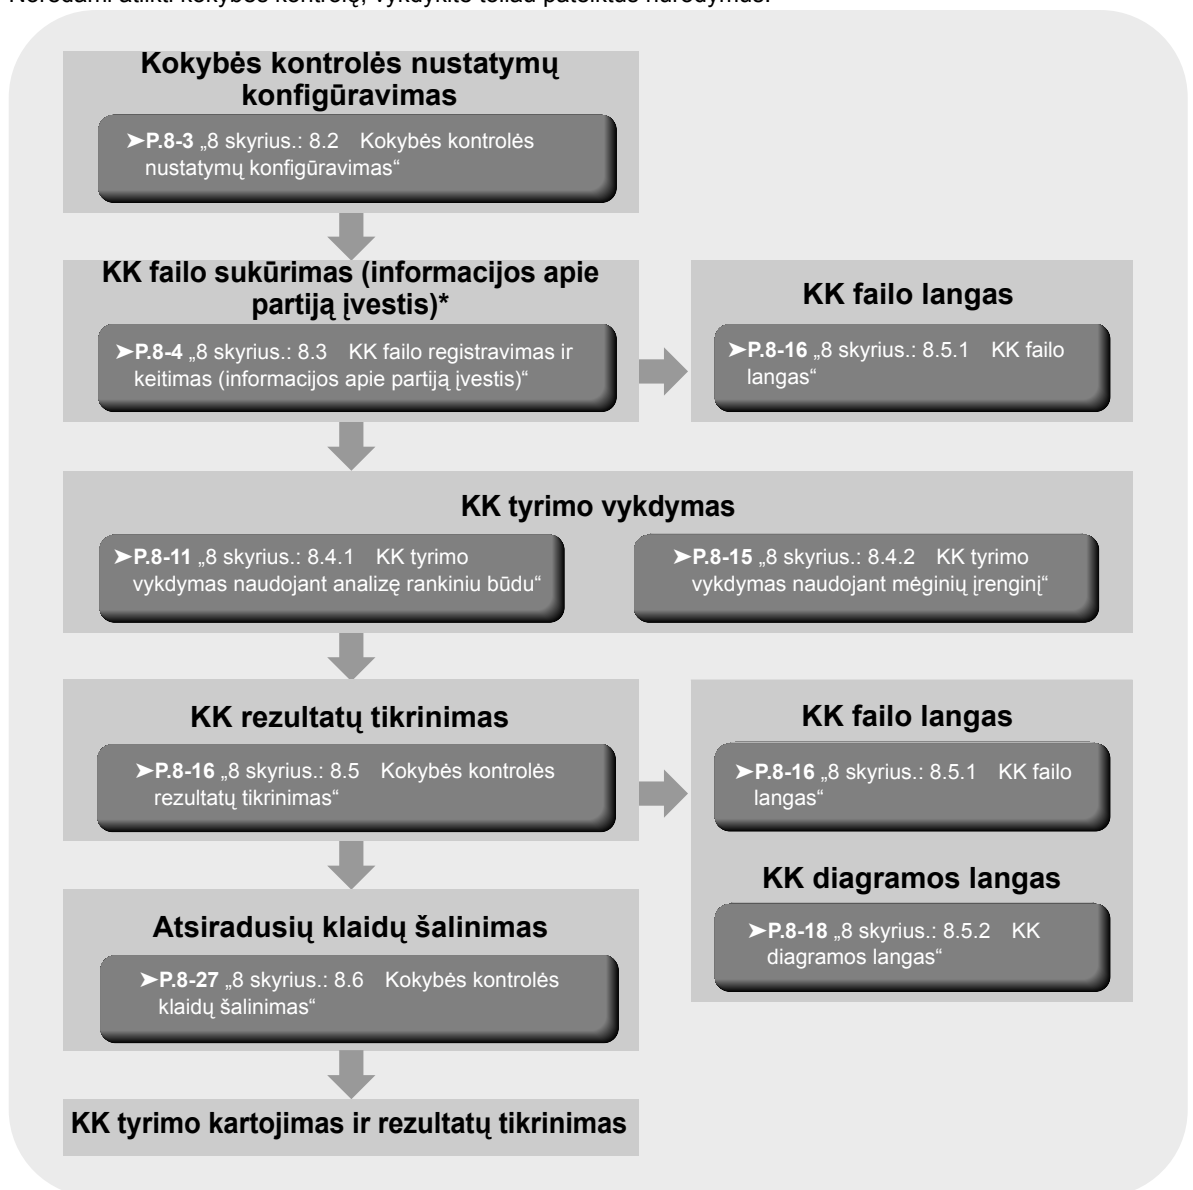 Norėdami atlikti kokybės kontrolę, vykdykite toliau pateiktus nurodymus.
Kokybės kontrolės nustatymų
konfigūravimas
➤P.8-3 „8 skyrius.: 8.2 Kokybės kontrolės
nustatymų konfigūravimas“
KK failo sukūrimas (informacijos apie
partiją įvestis)*
➤P.8-4 „8 skyrius.: 8.3 KK failo registravimas ir
keitimas (informacijos apie partiją įvestis)“
KK failo langas
➤P.8-16 „8 skyrius.: 8.5.1 KK failo
langas“
KK tyrimo vykdymas
➤P.8-11 „8 skyrius.: 8.4.1 KK tyrimo
vykdymas naudojant analizę rankiniu būdu“
➤P.8-15 „8 skyrius.: 8.4.2 KK tyrimo
vykdymas naudojant mėginių įrenginį“
KK rezultatų tikrinimas
➤P.8-16 „8 skyrius.: 8.5 Kokybės kontrolės
rezultatų tikrinimas“
KK failo langas
➤P.8-16 „8 skyrius.: 8.5.1 KK failo
langas“
KK diagramos langas
➤P.8-18 „8 skyrius.: 8.5.2 KK
diagramos langas“
Atsiradusių klaidų šalinimas
➤P.8-27 „8 skyrius.: 8.6 Kokybės kontrolės
klaidų šalinimas“
KK tyrimo kartojimas ir rezultatų tikrinimas